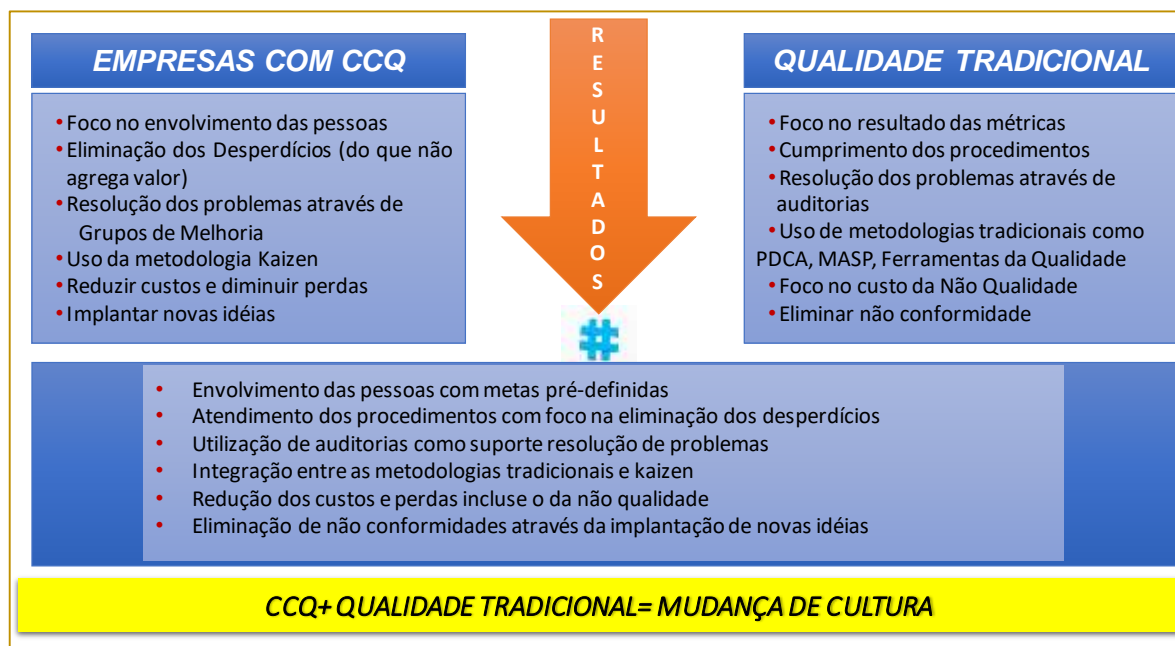 EMPRESAS COM CCQ
•Foco no envolvimento das pessoas
•Eliminação dos Desperdícios (do que não
agrega valor)
•Resolução dos problemas através de
Grupos de Melhoria
•Uso da metodologia Kaizen
•Reduzir custos e diminuir perdas
•Implantar novas idéias
R
E
S
U
L
T
A
D
O
S
#
QUALIDADE TRADICIONAL
•Foco no resultado das métricas
•Cumprimento dos procedimentos
•Resolução dos problemas através de
auditorias
•Uso de metodologias tradicionais como
PDCA, MASP, Ferramentas da Qualidade
•Foco no custo da Não Qualidade
•Eliminar não conformidade
• Envolvimento das pessoas com metas pré-definidas
• Atendimento dos procedimentos com foco na eliminação dos desperdícios
• Utilização de auditorias como suporte resolução de problemas
• Integração entre as metodologias tradicionais e kaizen
• Redução dos custos e perdas incluse o da não qualidade
• Eliminação de não conformidades através da implantação de novas idéias
CCQ+ QUALIDADE TRADICIONAL= MUDANÇA DE CULTURA